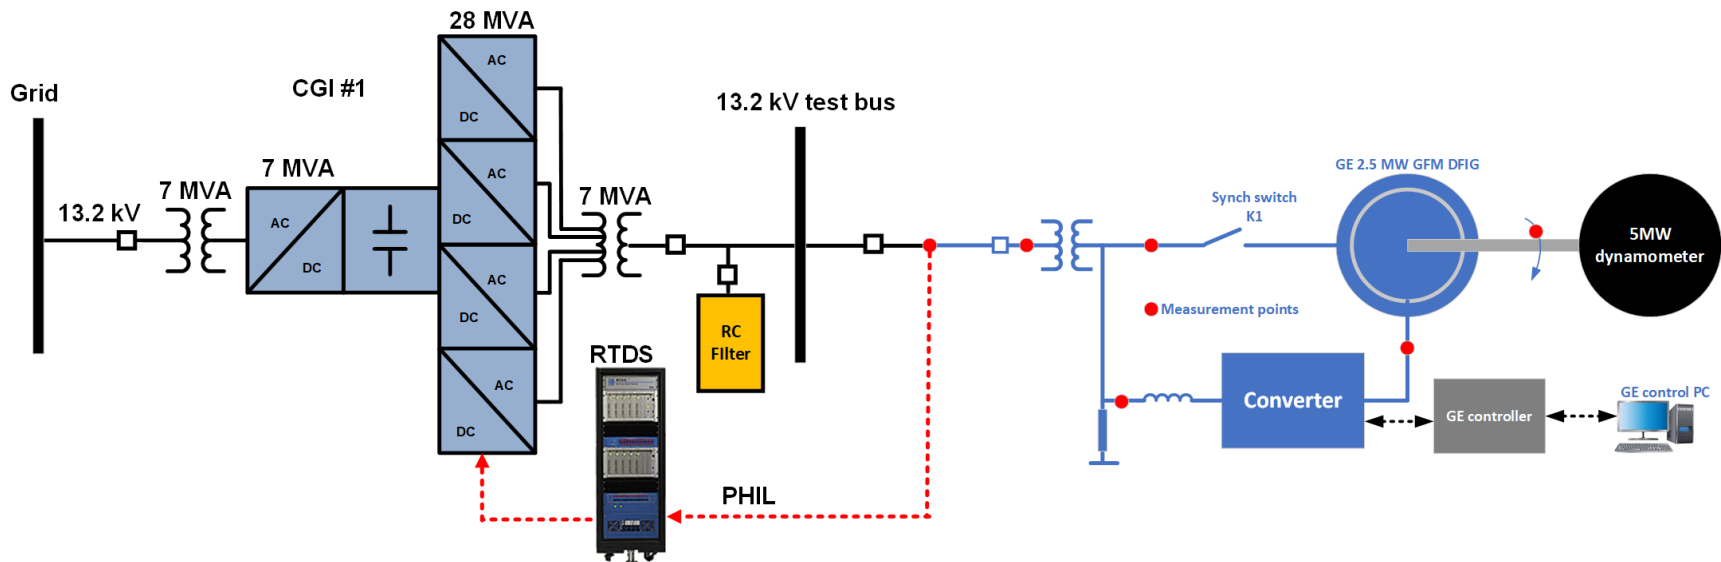 28 MVA
Grid
CGI #1
AC
DC
13.2 kV test bus
AC
DC
7 MVA
7 MVA
7 MVA
13.2 kV
AC
DC
AC
DC
AC
DC
RTDS
RC
FIlter
PHIL
GE 2.5 MW GFM DFIG
Synch switch
K1
5MW
dynamometer
Measurement points
Converter
GE controller
GE control PC